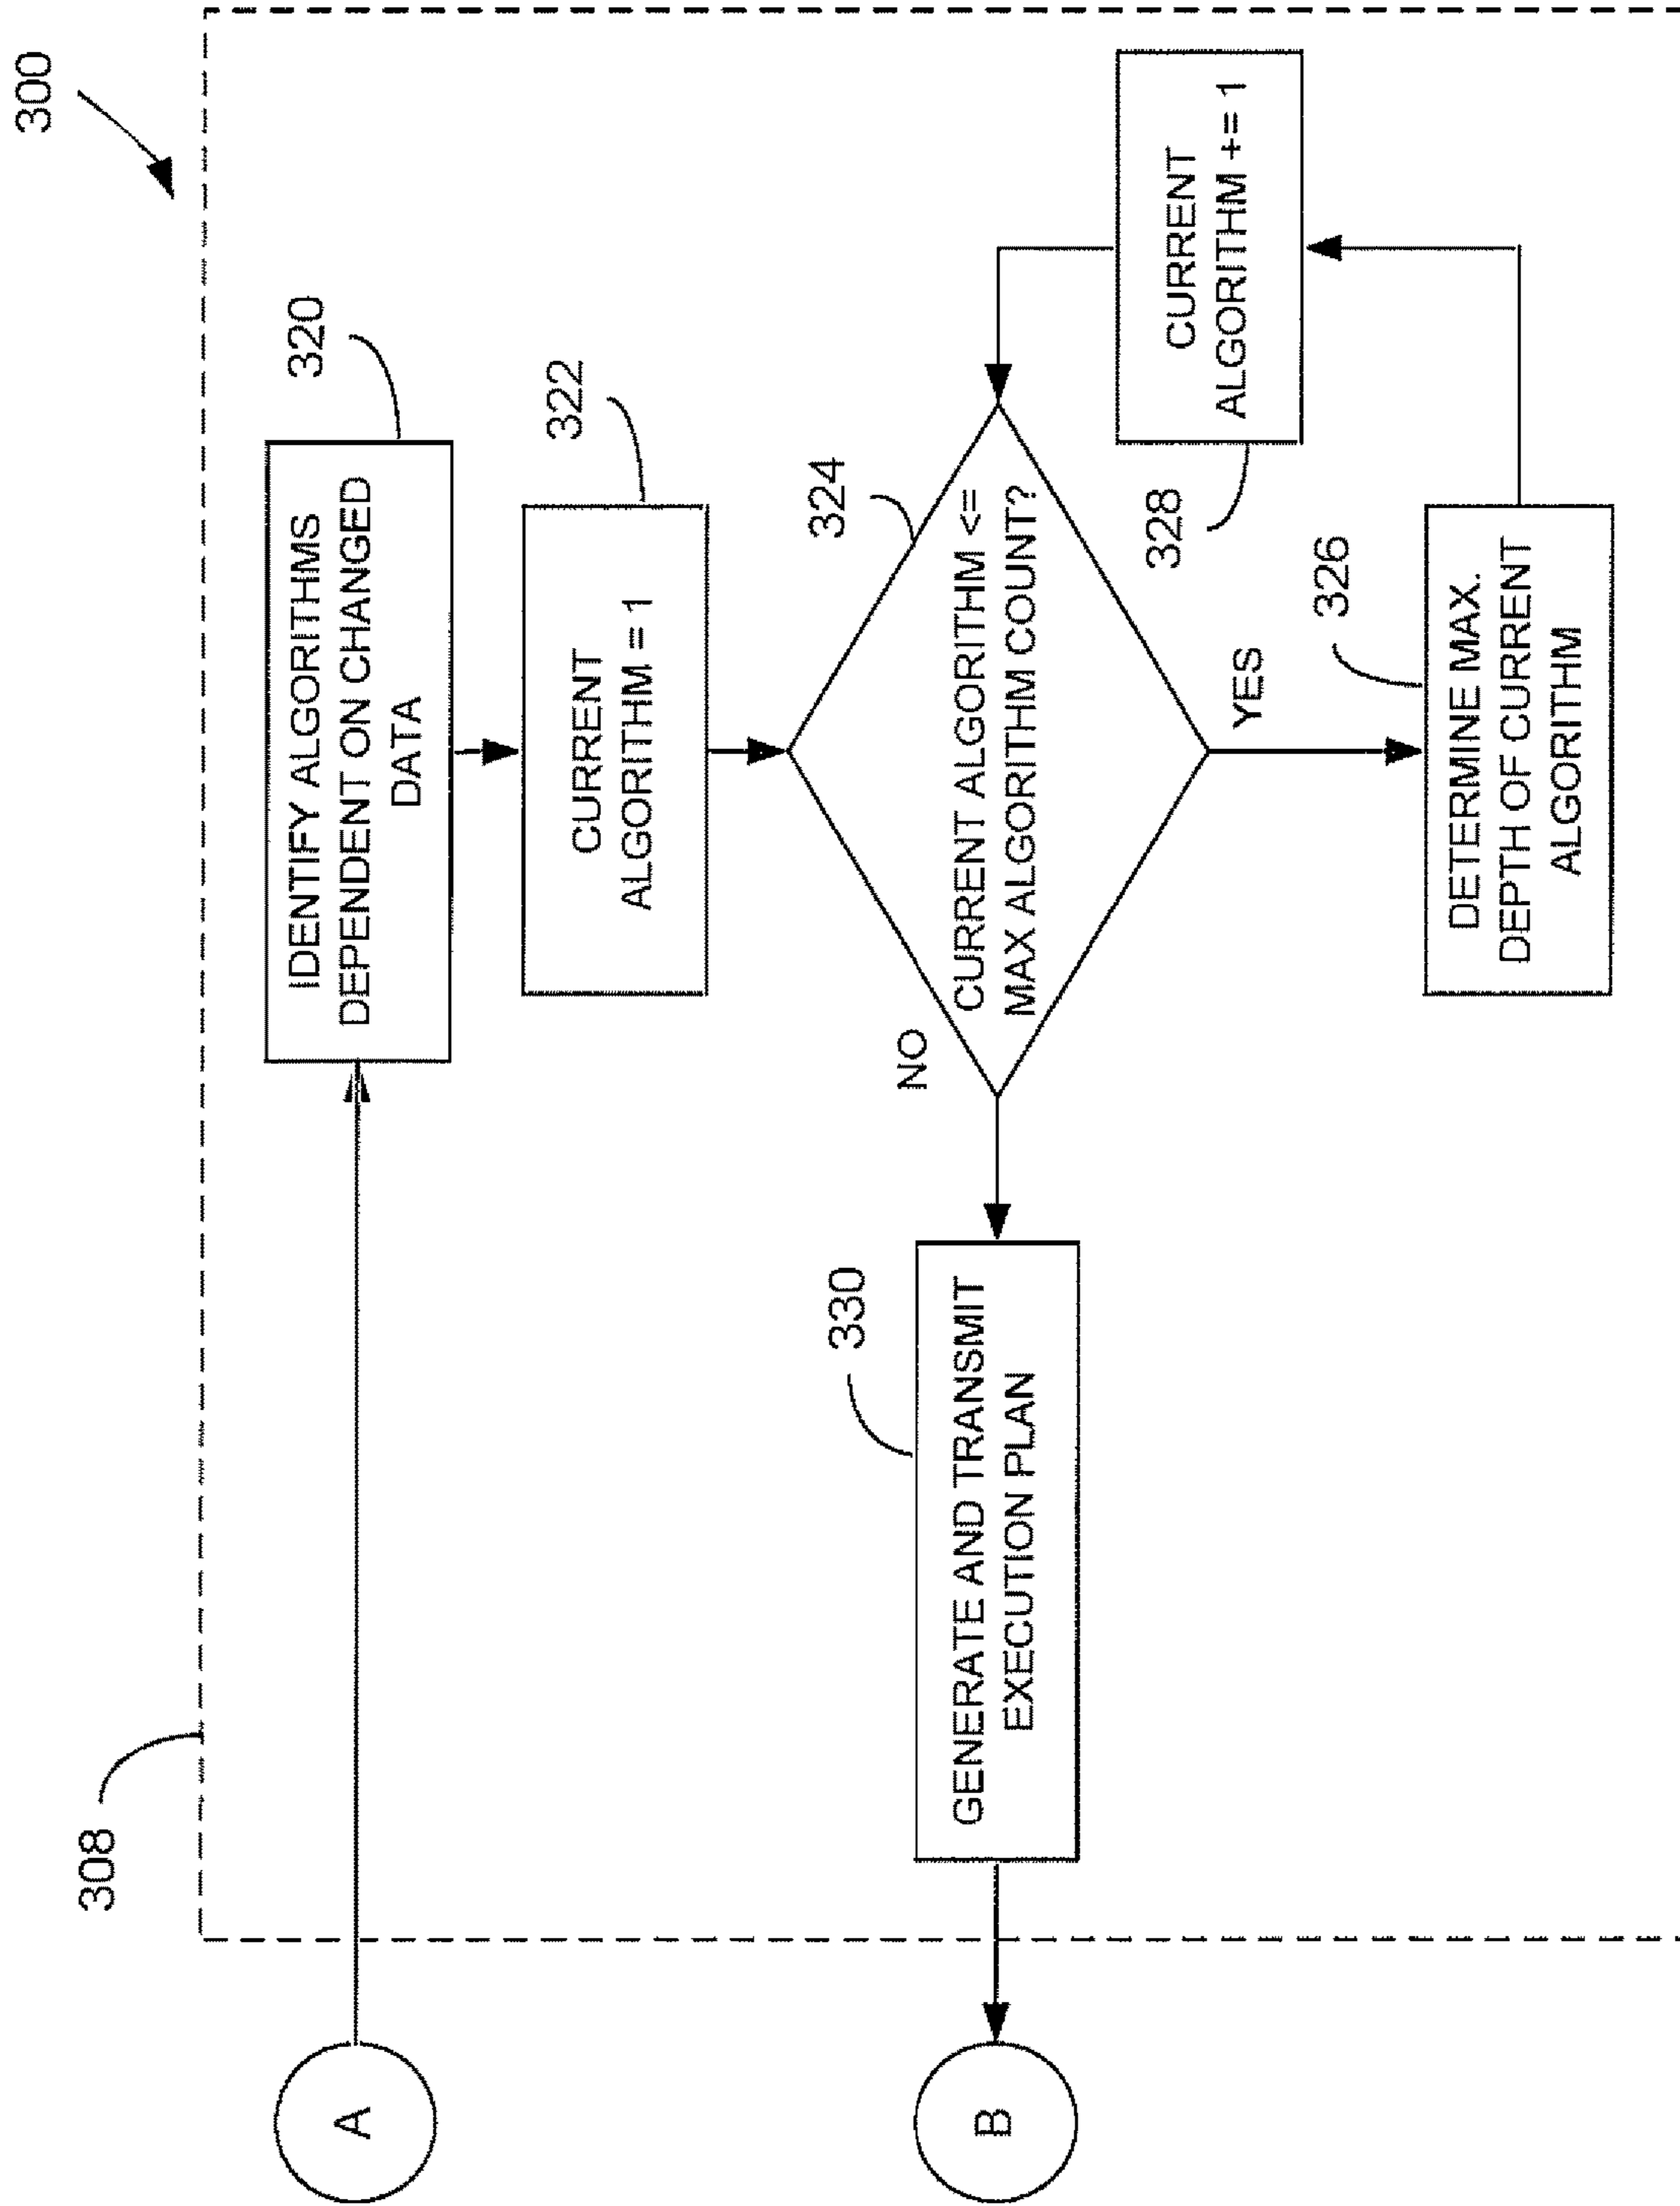 300
308
A
IDENTIFY ALGORITHMS
DEPENDENT ON CHANGED
DATA
320
CURRENT
ALGORITHM = 1
322
CURRENT ALGORITHM <=
MAX ALGORITHM COUNT?
324
NO
YES
CURRENT
ALGORITHM += 1
328
DETERMINE MAX.
DEPTH OF CURRENT
ALGORITHM
326
GENERATE AND TRANSMIT
EXECUTION PLAN
330
B